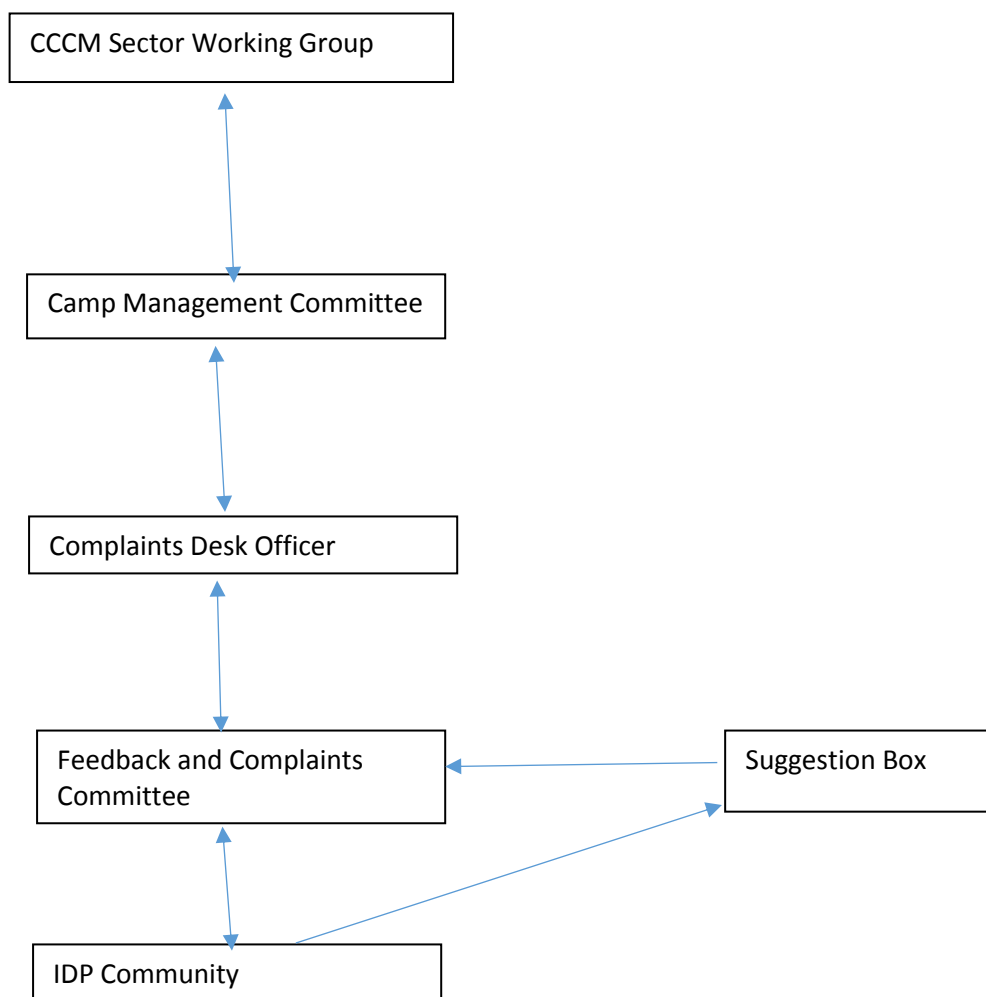 CCCM Sector Working Group
Camp Management Committee
Complaints Desk Officer
Feedback and Complaints
Committee
Suggestion Box
IDP Community